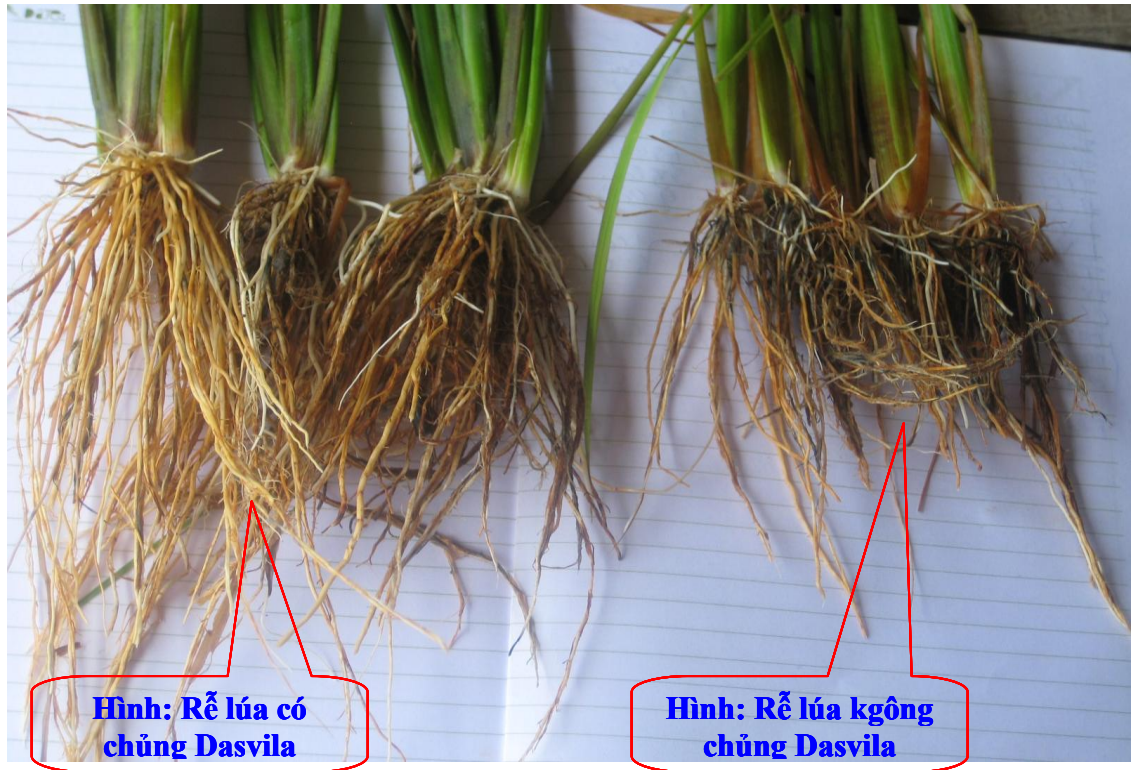 Hình: Rễ lúa có
chủng Dasvila
Hình: Rễ lúa kgông
chủng Dasvila